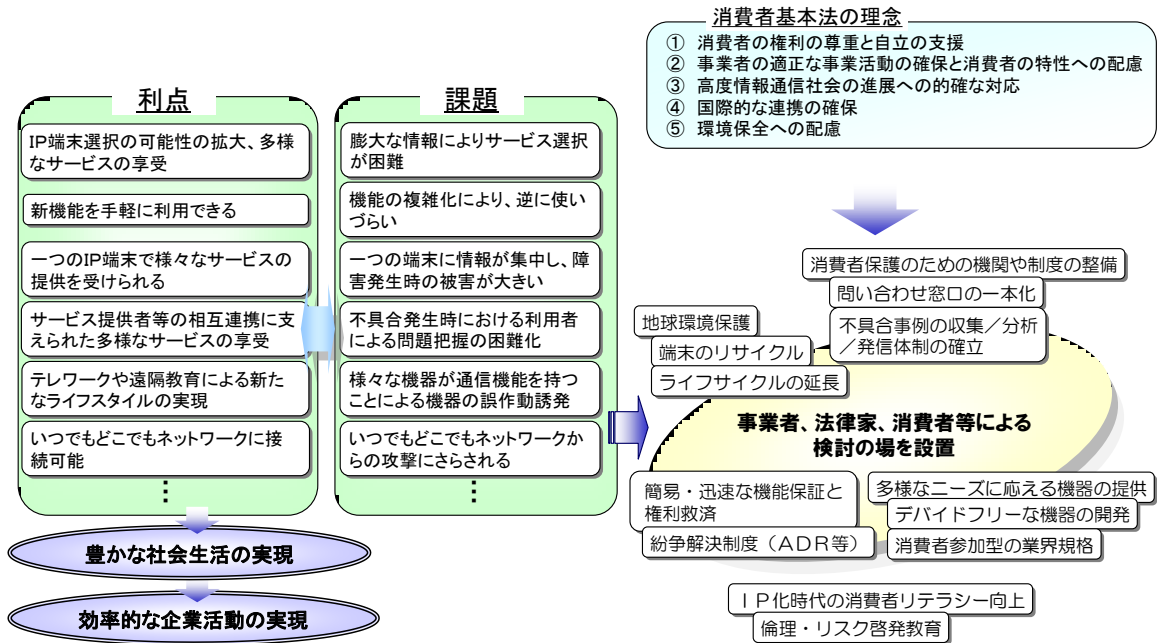 消費者基本法の理念
① 消費者の権利の尊重と自立の支援
② 事業者の適正な事業活動の確保と消費者の特性への配慮
③ 高度情報通信社会の進展への的確な対応
④ 国際的な連携の確保
⑤ 環境保全への配慮
利点
IP端末選択の可能性の拡大、多様
なサービスの享受
新機能を手軽に利用できる
一つのIP端末で様々なサービスの
提供を受けられる
サービス提供者等の相互連携に支
えられた多様なサービスの享受
テレワークや遠隔教育による新た
なライフスタイルの実現
いつでもどこでもネットワークに接
続可能
…
豊かな社会生活の実現
効率的な企業活動の実現
課題
膨大な情報によりサービス選択
が困難
機能の複雑化により、逆に使い
づらい
一つの端末に情報が集中し、障
害発生時の被害が大きい
不具合発生時における利用者
による問題把握の困難化
様々な機器が通信機能を持つ
ことによる機器の誤作動誘発
いつでもどこでもネットワークか
らの攻撃にさらされる
…
消費者保護のための機関や制度の整備
問い合わせ窓口の一本化
不具合事例の収集／分析
／発信体制の確立
地球環境保護
端末のリサイクル
ライフサイクルの延長
事業者、法律家、消費者等による
検討の場を設置
簡易・迅速な機能保証と
権利救済
紛争解決制度（ＡＤＲ等）
多様なニーズに応える機器の提供
デバイドフリーな機器の開発
消費者参加型の業界規格
ＩＰ化時代の消費者リテラシー向上
倫理・リスク啓発教育